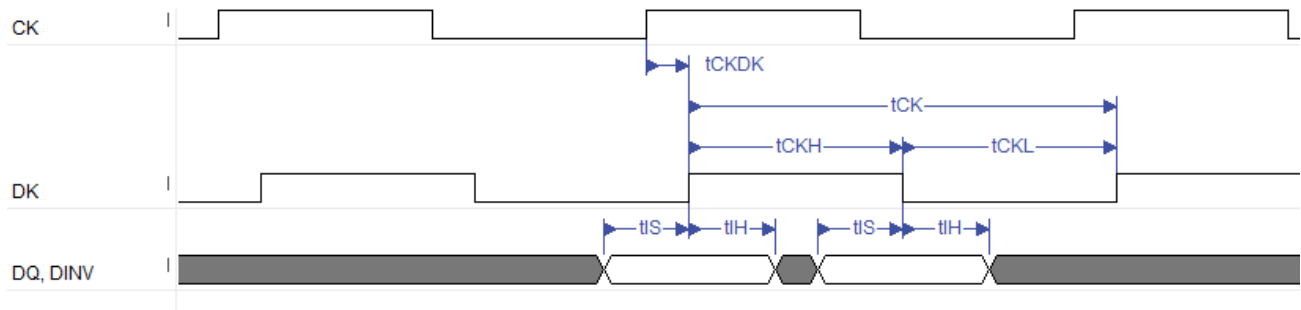 CK
tCKDK
tCK
tCKH
tCKL
DK
tIS
tIH
tIS
tIH
DQ, DINV